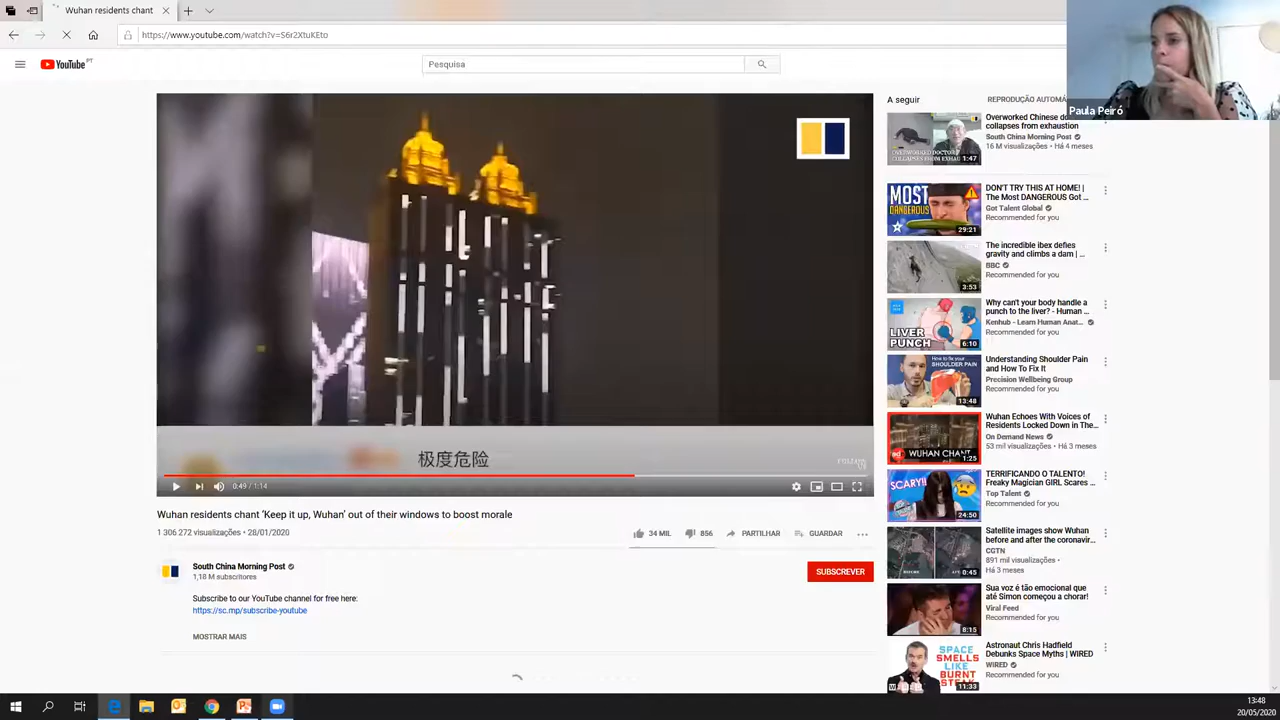 Wuhan residents chant
https://www.youtube.com/watch?v=S6r2XtuKEto
YouTube PT
Pesquisa
Paula Peiró
极度危险
0:49 / 1:14
Wuhan residents chant ‘Keep it up, Wuhan’ out of their windows to boost morale
1 306 272 visualizações • 28/01/2020
34 MIL
856
PARTILHAR
GUARDAR
South China Morning Post
1,18 M subscritores
SUBSCREVER
Subscribe to our YouTube channel for free here:
https://sc.mp/subscribe-youtube
MOSTRAR MAIS
A seguir
REPRODUÇÃO AUTOMÁ
Overworked Chinese do
collapses from exhaustion
South China Morning Post
16 M visualizações • Há 4 meses
OVERWORKED DOCTOR
COLLAPSES FROM EXHAU
1:47
MOST
DANGEROUS
29:21
DON'T TRY THIS AT HOME! |
The Most DANGEROUS Got ...
Got Talent Global
Recommended for you
3:53
The incredible ibex defies
gravity and climbs a dam | ...
BBC
Recommended for you
LIVER
PUNCH
6:10
Why can't your body handle a
punch to the liver? - Human ...
Kenhub - Learn Human Anat...
Recommended for you
How to fix your
SHOULDER PAIN
13:48
Understanding Shoulder Pain
and How To Fix It
Precision Wellbeing Group
Recommended for you
WUHAN CHANT
1:25
Wuhan Echoes With Voices of
Residents Locked Down in The...
On Demand News
53 mil visualizações • Há 3 meses
SCARY!!
24:50
TERRIFICANDO O TALENTO!
Freaky Magician GIRL Scares ...
Top Talent
Recommended for you
0:45
Satellite images show Wuhan
before and after the coronavir...
CGTN
891 mil visualizações •
Há 3 meses
8:15
Sua voz é tão emocional que
até Simon começou a chorar!
Viral Feed
Recommended for you
SPACE
SMELLS
LIKE
BURNT
STEAK
11:33
Astronaut Chris Hadfield
Debunks Space Myths | WIRED
WIRED
Recommended for you
13:48
20/05/2020